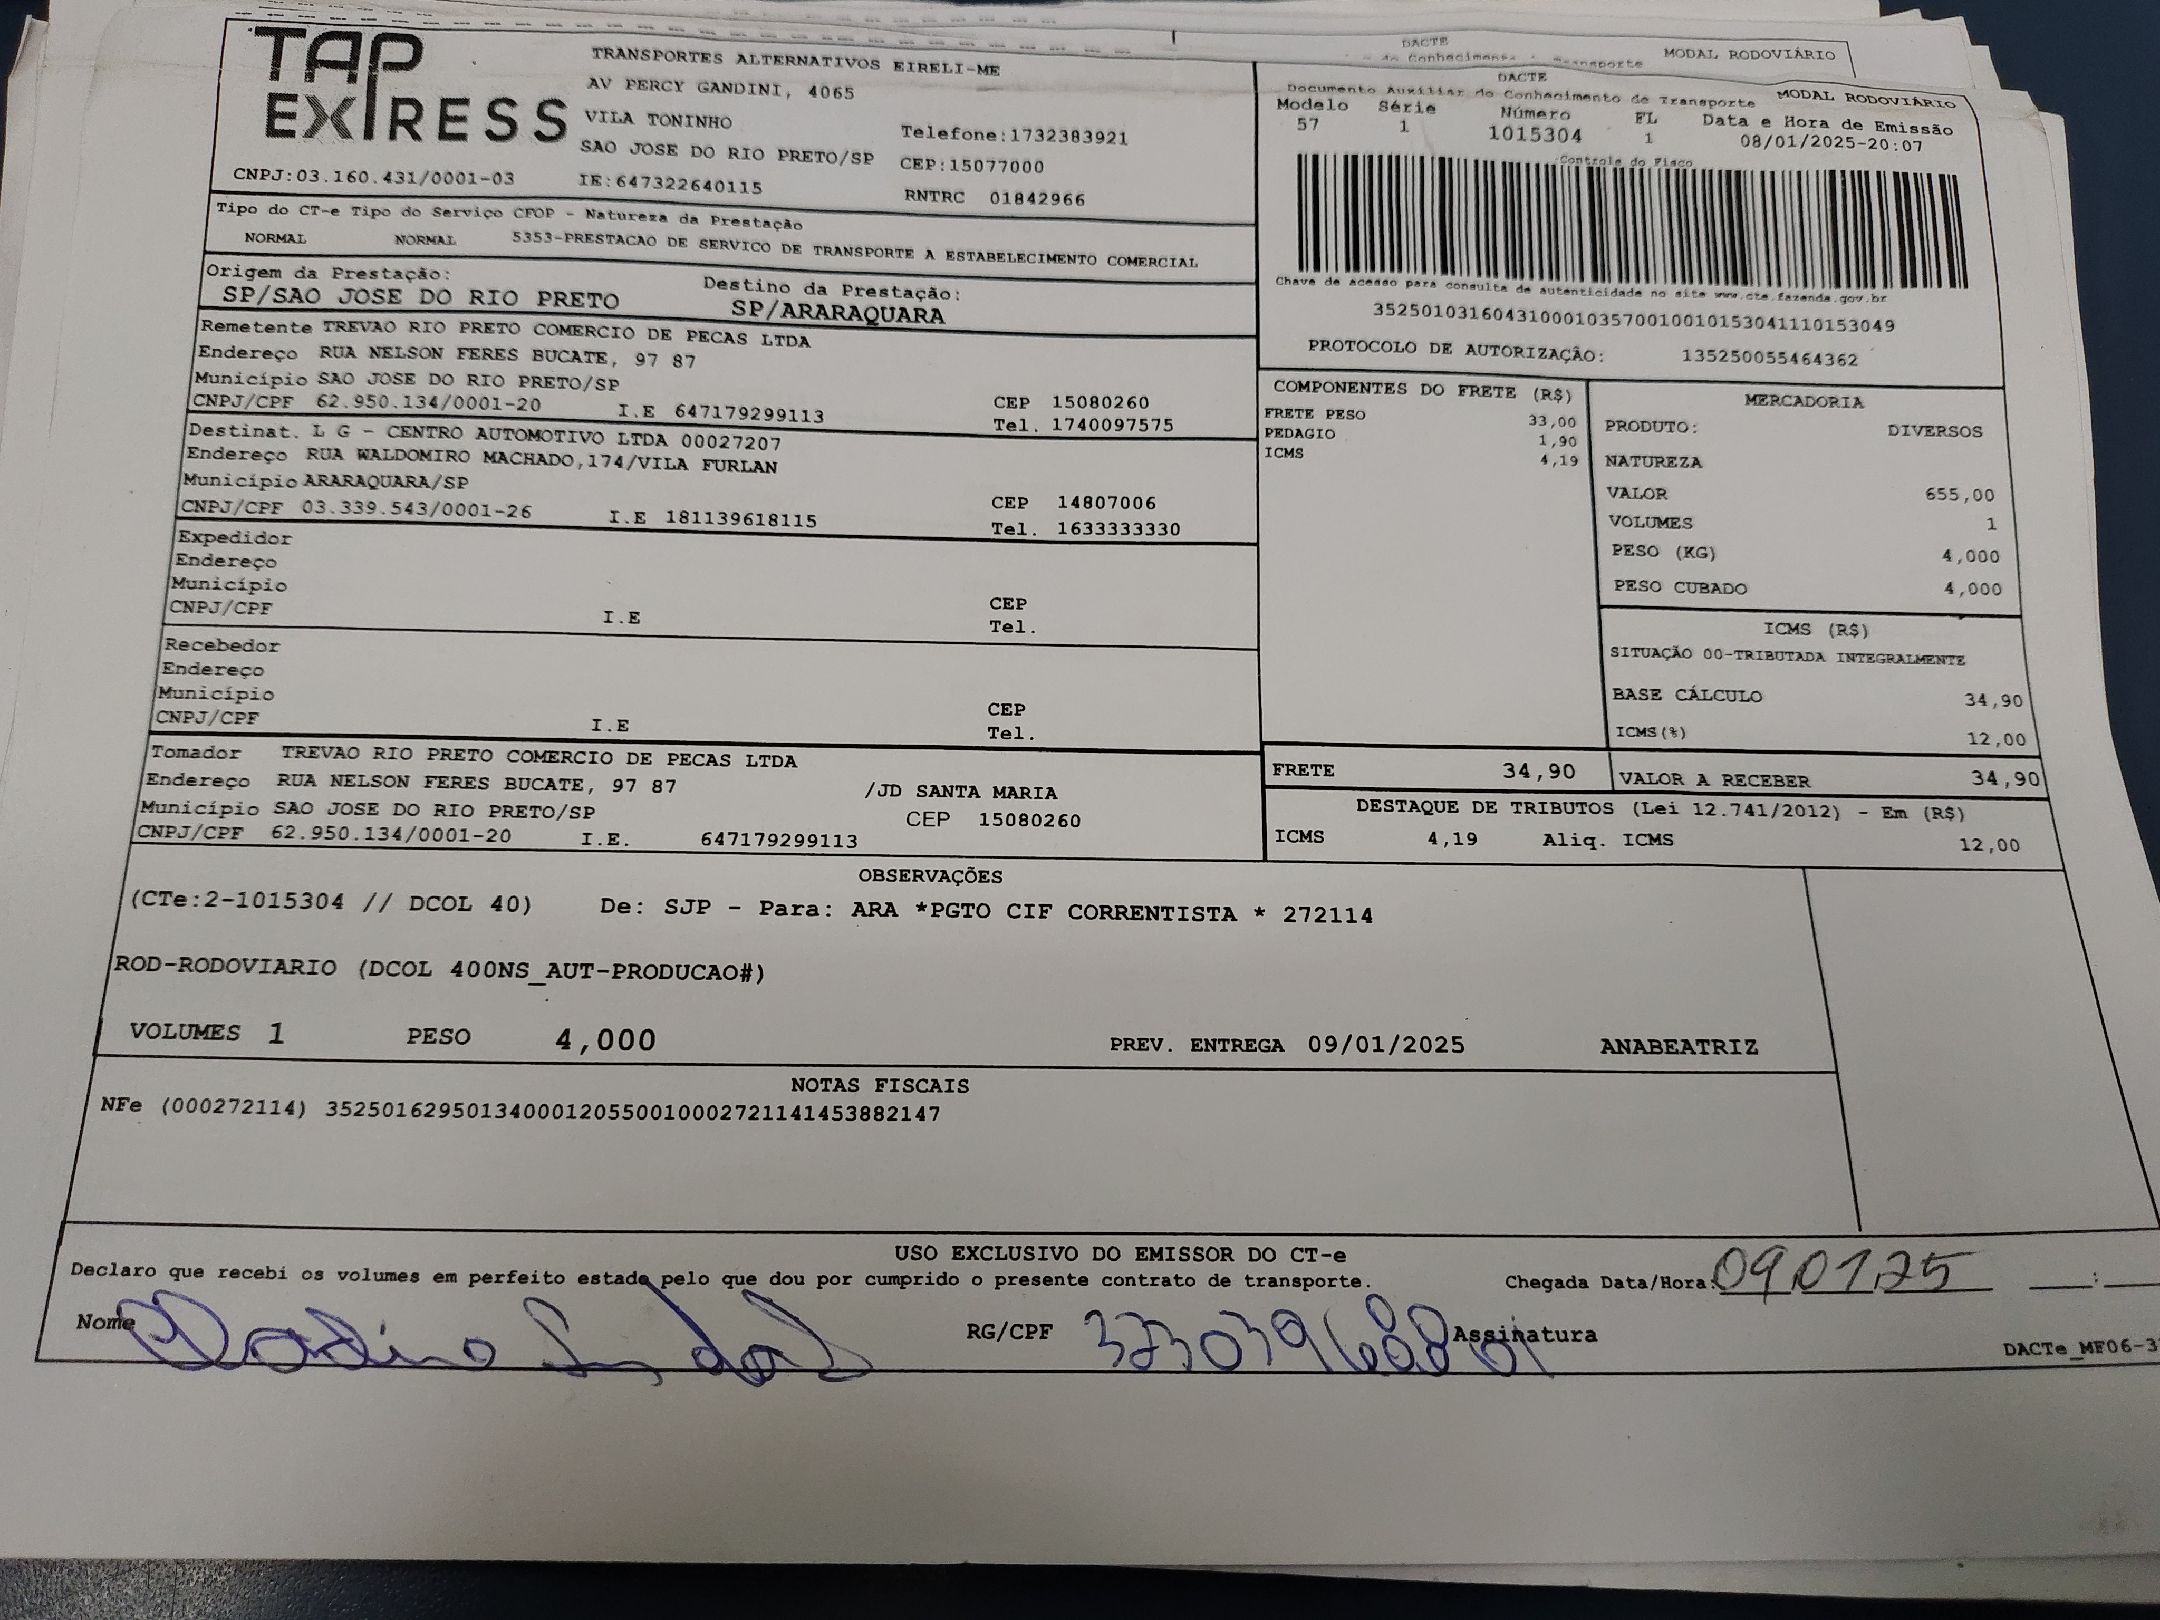 DACTE
MODAL RODOVIÁRIO
TAP
EXPRESS
TRANSPORTES ALTERNATIVOS EIRELI-ME
AV PERCY GANDINI, 4065
VILA TONINHO
Telefone:1732383921
SAO JOSE DO RIO PRETO/SP CEP:15077000
CNPJ:03.160.431/0001-03 IE:647322640115 RNTRC 01842966
DACTE
Documento Auxiliar do Conhecimento de Transporte MODAL RODOVIÁRIO
Modelo Série Número FL Data e Hora de Emissão
57 1 1015304 1 08/01/2025-20:07
Controle do Fisco
Chave de acesso para consulta de autenticidade no site www.cte.fazenda.gov.br
35250103160431000103570010010153041110153049
PROTOCOLO DE AUTORIZAÇÃO: 135250055464362
Tipo do CT-e Tipo do Serviço CFOP - Natureza da Prestação
NORMAL NORMAL 5353-PRESTACAO DE SERVICO DE TRANSPORTE A ESTABELECIMENTO COMERCIAL
Origem da Prestação: Destino da Prestação:
SP/SAO JOSE DO RIO PRETO SP/ARARAQUARA
Remetente TREVAO RIO PRETO COMERCIO DE PECAS LTDA
Endereço RUA NELSON FERES BUCATE, 97 87
Município SAO JOSE DO RIO PRETO/SP
CNPJ/CPF 62.950.134/0001-20 I.E 647179299113
CEP 15080260
Tel. 1740097575
Destinat. L G - CENTRO AUTOMOTIVO LTDA 00027207
Endereço RUA WALDOMIRO MACHADO,174/VILA FURLAN
Município ARARAQUARA/SP
CNPJ/CPF 03.339.543/0001-26 I.E 181139618115
CEP 14807006
Tel. 1633333330
Expedidor
Endereço
Município
CNPJ/CPF I.E
CEP
Tel.
Recebedor
Endereço
Município
CNPJ/CPF I.E
CEP
Tel.
Tomador TREVAO RIO PRETO COMERCIO DE PECAS LTDA
Endereço RUA NELSON FERES BUCATE, 97 87 /JD SANTA MARIA
Município SAO JOSE DO RIO PRETO/SP CEP 15080260
CNPJ/CPF 62.950.134/0001-20 I.E. 647179299113
COMPONENTES DO FRETE (R$)
FRETE PESO 33,00
PEDAGIO 1,90
ICMS 4,19
MERCADORIA
PRODUTO: DIVERSOS
NATUREZA
VALOR 655,00
VOLUMES 1
PESO (KG) 4,000
PESO CUBADO 4,000
ICMS (R$)
SITUAÇÃO 00-TRIBUTADA INTEGRALMENTE
BASE CÁLCULO 34,90
ICMS(%) 12,00
FRETE 34,90 VALOR A RECEBER 34,90
DESTAQUE DE TRIBUTOS (Lei 12.741/2012) - Em (R$)
ICMS 4,19 Aliq. ICMS 12,00
OBSERVAÇÕES
(CTe:2-1015304 // DCOL 40) De: SJP - Para: ARA *PGTO CIF CORRENTISTA * 272114
ROD-RODOVIARIO (DCOL 400NS_AUT-PRODUCAO#)
VOLUMES 1 PESO 4,000 PREV. ENTREGA 09/01/2025 ANABEATRIZ
NOTAS FISCAIS
NFe (000272114) 35250162950134000120550010002721141453882147
USO EXCLUSIVO DO EMISSOR DO CT-e
Declaro que recebi os volumes em perfeito estado pelo que dou por cumprido o presente contrato de transporte. Chegada Data/Hora: 09,01,25 :
Nome RG/CPF Assinatura
DACTe_MF06-3